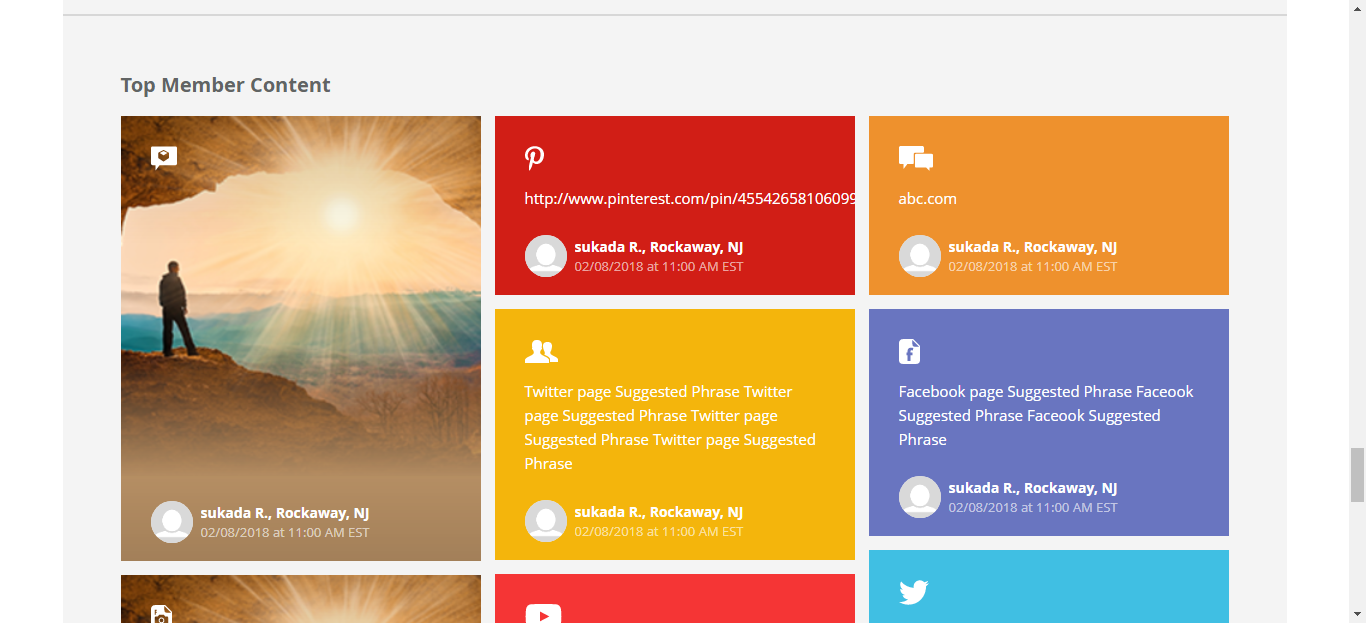 Top Member Content
sukada R., Rockaway, NJ
02/08/2018 at 11:00 AM EST
http://www.pinterest.com/pin/45542658106099
sukada R., Rockaway, NJ
02/08/2018 at 11:00 AM EST
Twitter page Suggested Phrase Twitter
page Suggested Phrase Twitter page
Suggested Phrase Twitter page Suggested
Phrase
sukada R., Rockaway, NJ
02/08/2018 at 11:00 AM EST
abc.com
sukada R., Rockaway, NJ
02/08/2018 at 11:00 AM EST
Facebook page Suggested Phrase Faceook
Suggested Phrase Faceook Suggested
Phrase
sukada R., Rockaway, NJ
02/08/2018 at 11:00 AM EST